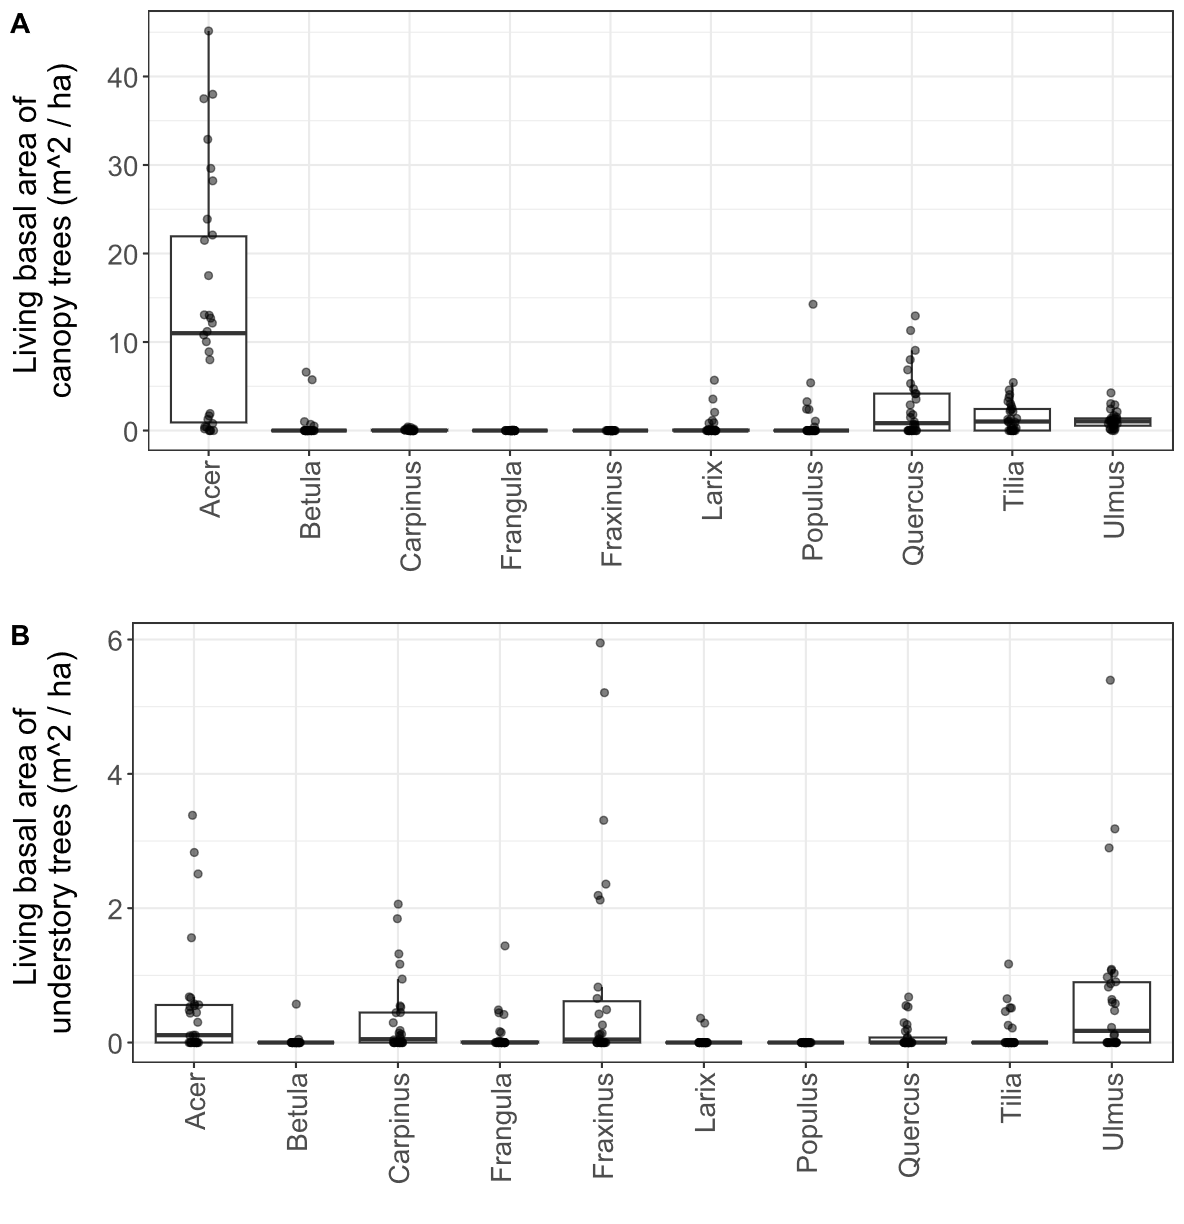 A
Living basal area of
canopy trees (m^2 / ha)
40
30
20
10
0
Acer
Betula
Carpinus
Frangula
Fraxinus
Larix
Populus
Quercus
Tilia
Ulmus
B
Living basal area of
understory trees (m^2 / ha)
6
4
2
0
Acer
Betula
Carpinus
Frangula
Fraxinus
Larix
Populus
Quercus
Tilia
Ulmus